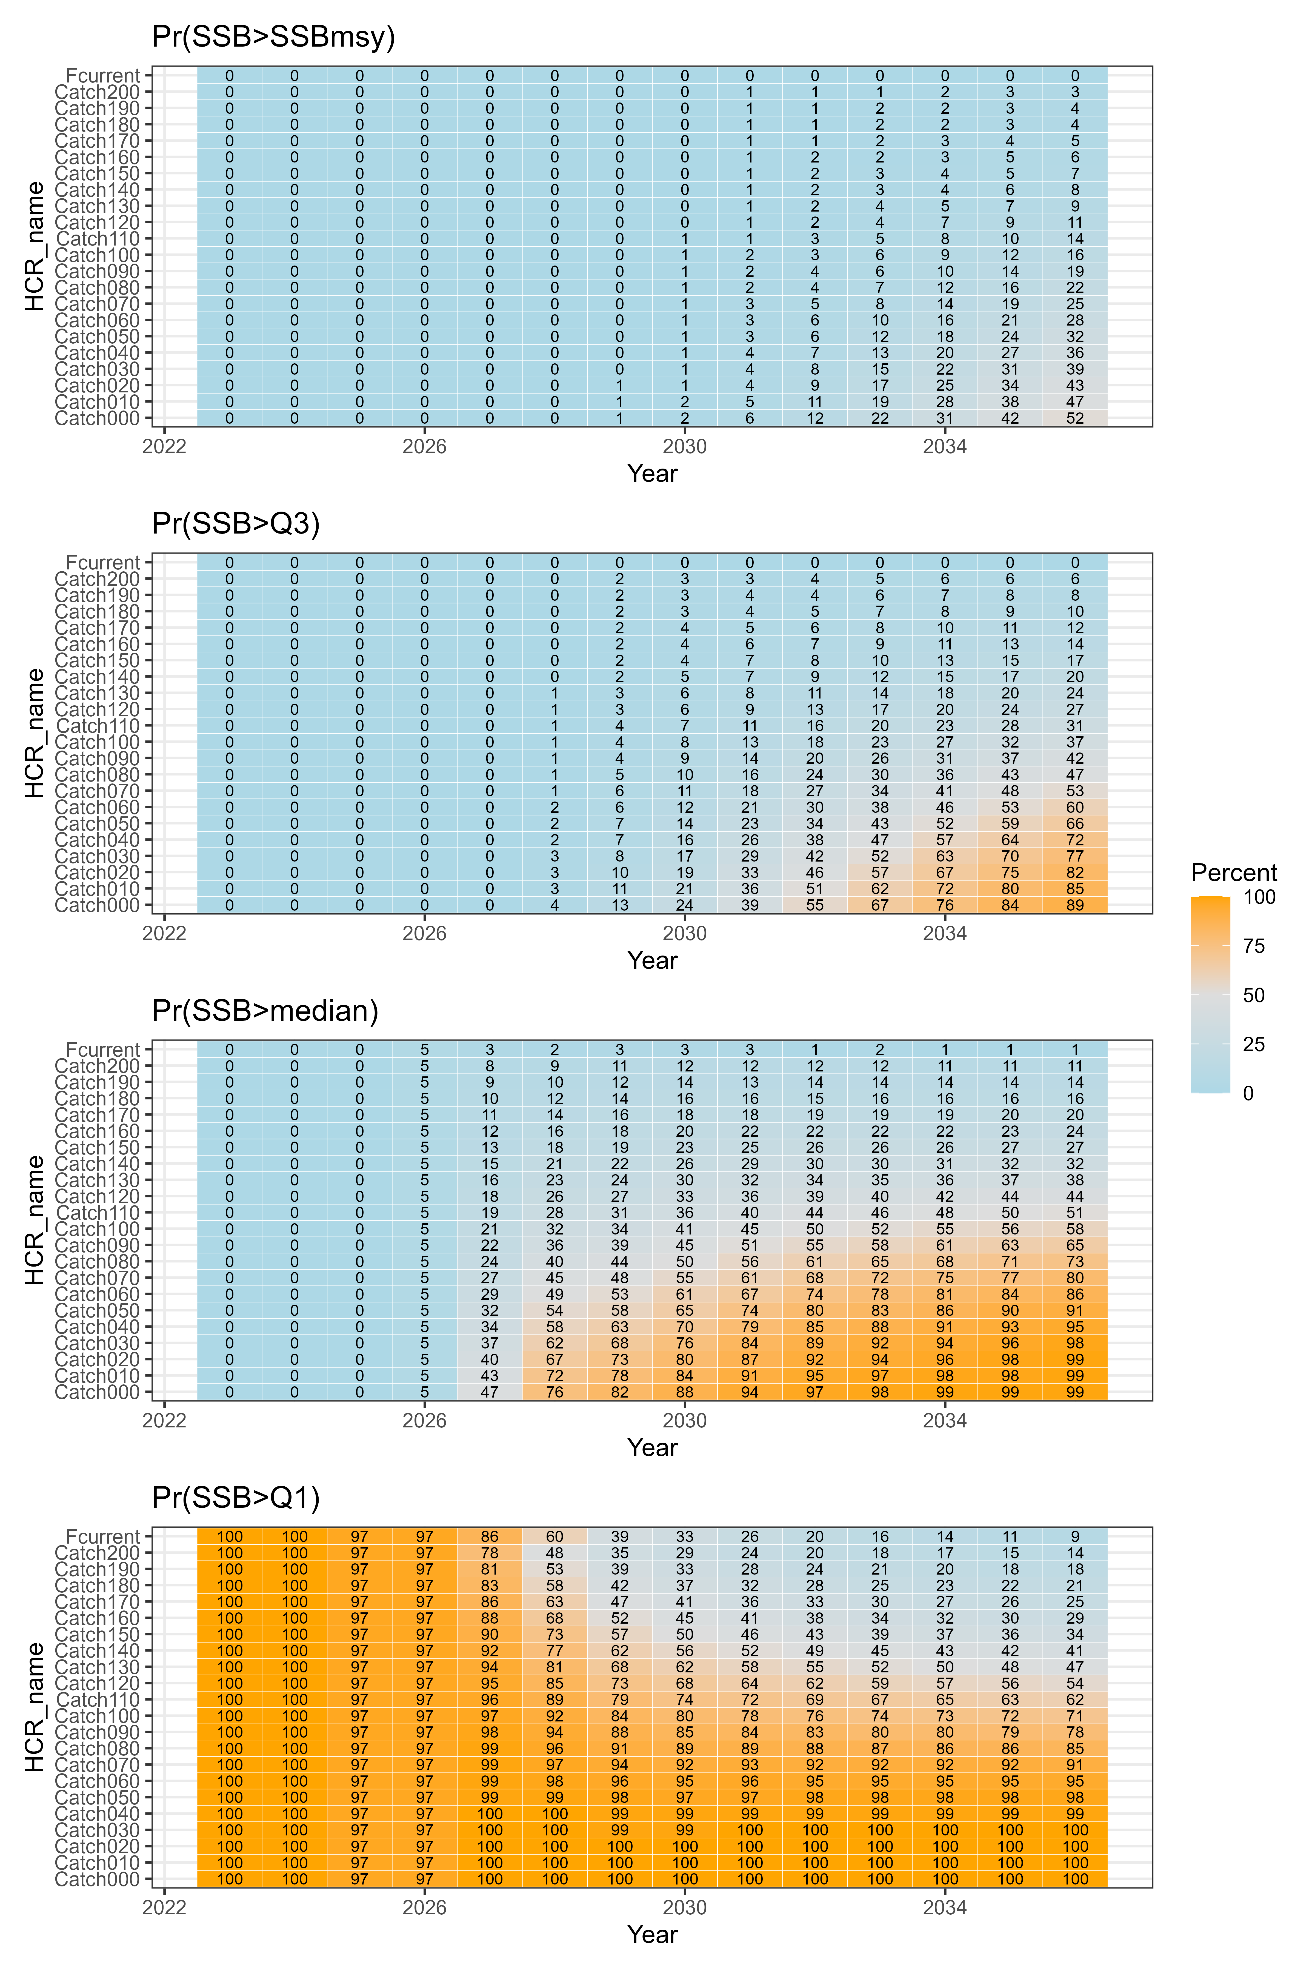 Pr(SSB>SSBmsy)
Fcurrent 0 0 0 0 0 0 0 0 0 0 0 0 0 0
Catch200 0 0 0 0 0 0 0 0 1 1 1 2 3 3
Catch190 0 0 0 0 0 0 0 0 1 1 2 2 3 4
Catch180 0 0 0 0 0 0 0 0 1 1 2 2 3 4
Catch170 0 0 0 0 0 0 0 0 1 1 2 3 4 5
Catch160 0 0 0 0 0 0 0 0 1 2 2 3 5 6
Catch150 0 0 0 0 0 0 0 0 1 2 3 4 5 7
Catch140 0 0 0 0 0 0 0 0 1 2 3 4 6 8
Catch130 0 0 0 0 0 0 0 0 1 2 4 5 7 9
Catch120 0 0 0 0 0 0 0 0 1 2 4 7 9 11
Catch110 0 0 0 0 0 0 0 1 1 3 5 8 10 14
Catch100 0 0 0 0 0 0 0 1 2 3 6 9 12 16
Catch090 0 0 0 0 0 0 0 1 2 4 6 10 14 19
Catch080 0 0 0 0 0 0 0 1 2 4 7 12 16 22
Catch070 0 0 0 0 0 0 0 1 3 5 8 14 19 25
Catch060 0 0 0 0 0 0 0 1 3 6 10 16 21 28
Catch050 0 0 0 0 0 0 0 1 3 6 12 18 24 32
Catch040 0 0 0 0 0 0 0 1 4 7 13 20 27 36
Catch030 0 0 0 0 0 0 0 1 4 8 15 22 31 39
Catch020 0 0 0 0 0 0 1 1 4 9 17 25 34 43
Catch010 0 0 0 0 0 0 1 2 5 11 19 28 38 47
Catch000 0 0 0 0 0 0 1 2 6 12 22 31 42 52
HCR_name
2022 2026 2030 2034
Year
Pr(SSB>Q3)
Fcurrent 0 0 0 0 0 0 0 0 0 0 0 0 0 0
Catch200 0 0 0 0 0 0 2 3 3 4 5 6 6 6
Catch190 0 0 0 0 0 0 2 3 4 4 6 7 8 8
Catch180 0 0 0 0 0 0 2 3 4 5 7 8 9 10
Catch170 0 0 0 0 0 0 2 4 5 6 8 10 11 12
Catch160 0 0 0 0 0 0 2 4 6 7 9 11 13 14
Catch150 0 0 0 0 0 0 2 4 7 8 10 13 15 17
Catch140 0 0 0 0 0 0 2 5 7 9 12 15 17 20
Catch130 0 0 0 0 0 1 3 6 8 11 14 18 20 24
Catch120 0 0 0 0 0 1 3 6 9 13 17 20 24 27
Catch110 0 0 0 0 0 1 4 7 11 16 20 23 28 31
Catch100 0 0 0 0 0 1 4 8 13 18 23 27 32 37
Catch090 0 0 0 0 0 1 4 9 14 20 26 31 37 42
Catch080 0 0 0 0 0 1 5 10 16 24 30 36 43 47
Catch070 0 0 0 0 0 1 6 11 18 27 34 41 48 53
Catch060 0 0 0 0 0 2 6 12 21 30 38 46 53 60
Catch050 0 0 0 0 0 2 7 14 23 34 43 52 59 66
Catch040 0 0 0 0 0 2 7 16 26 38 47 57 64 72
Catch030 0 0 0 0 0 3 8 17 29 42 52 63 70 77
Catch020 0 0 0 0 0 3 10 19 33 46 57 67 75 82
Catch010 0 0 0 0 0 3 11 21 36 51 62 72 80 85
Catch000 0 0 0 0 0 4 13 24 39 55 67 76 84 89
HCR_name
2022 2026 2030 2034
Year
Percent
100
75
50
25
0
Pr(SSB>median)
Fcurrent 0 0 0 5 3 2 3 3 3 1 2 1 1 1
Catch200 0 0 0 5 8 9 11 12 12 12 12 11 11 11
Catch190 0 0 0 5 9 10 12 14 13 14 14 14 14 14
Catch180 0 0 0 5 10 12 14 16 16 15 16 16 16 16
Catch170 0 0 0 5 11 14 16 18 18 19 19 19 20 20
Catch160 0 0 0 5 12 16 18 20 22 22 22 22 23 24
Catch150 0 0 0 5 13 18 19 23 25 26 26 26 27 27
Catch140 0 0 0 5 15 21 22 26 29 30 30 31 32 32
Catch130 0 0 0 5 16 23 24 30 32 34 35 36 37 38
Catch120 0 0 0 5 18 26 27 33 36 39 40 42 44 44
Catch110 0 0 0 5 19 28 31 36 40 44 46 48 50 51
Catch100 0 0 0 5 21 32 34 41 45 50 52 55 56 58
Catch090 0 0 0 5 22 36 39 45 51 55 58 61 63 65
Catch080 0 0 0 5 24 40 44 50 56 61 65 68 71 73
Catch070 0 0 0 5 27 45 48 55 61 68 72 75 77 80
Catch060 0 0 0 5 29 49 53 61 67 74 78 81 84 86
Catch050 0 0 0 5 32 54 58 65 74 80 83 86 90 91
Catch040 0 0 0 5 34 58 63 70 79 85 88 91 93 95
Catch030 0 0 0 5 37 62 68 76 84 89 92 94 96 98
Catch020 0 0 0 5 40 67 73 80 87 92 94 96 98 99
Catch010 0 0 0 5 43 72 78 84 91 95 97 98 98 99
Catch000 0 0 0 5 47 76 82 88 94 97 98 99 99 99
HCR_name
2022 2026 2030 2034
Year
Pr(SSB>Q1)
Fcurrent 100 100 97 97 86 60 39 33 26 20 16 14 11 9
Catch200 100 100 97 97 78 48 35 29 24 20 18 17 15 14
Catch190 100 100 97 97 81 53 39 33 28 24 21 20 18 18
Catch180 100 100 97 97 83 58 42 37 32 28 25 23 22 21
Catch170 100 100 97 97 86 63 47 41 36 33 30 27 26 25
Catch160 100 100 97 97 88 68 52 45 41 38 34 32 30 29
Catch150 100 100 97 97 90 73 57 50 46 43 39 37 36 34
Catch140 100 100 97 97 92 77 62 56 52 49 45 43 42 41
Catch130 100 100 97 97 94 81 68 62 58 55 52 50 48 47
Catch120 100 100 97 97 95 85 73 68 64 62 59 57 56 54
Catch110 100 100 97 97 96 89 79 74 72 69 67 65 63 62
Catch100 100 100 97 97 97 92 84 80 78 76 74 73 72 71
Catch090 100 100 97 97 98 94 88 85 84 83 80 80 79 78
Catch080 100 100 97 97 99 96 91 89 89 88 87 86 86 85
Catch070 100 100 97 97 99 97 94 92 93 92 92 92 92 91
Catch060 100 100 97 97 99 98 96 95 96 95 95 95 95 95
Catch050 100 100 97 97 99 99 98 97 97 98 98 98 98 98
Catch040 100 100 97 97 100 100 99 99 99 99 99 99 99 99
Catch030 100 100 97 97 100 100 99 99 100 100 100 100 100 100
Catch020 100 100 97 97 100 100 100 100 100 100 100 100 100 100
Catch010 100 100 97 97 100 100 100 100 100 100 100 100 100 100
Catch000 100 100 97 97 100 100 100 100 100 100 100 100 100 100
HCR_name
2022 2026 2030 2034
Year